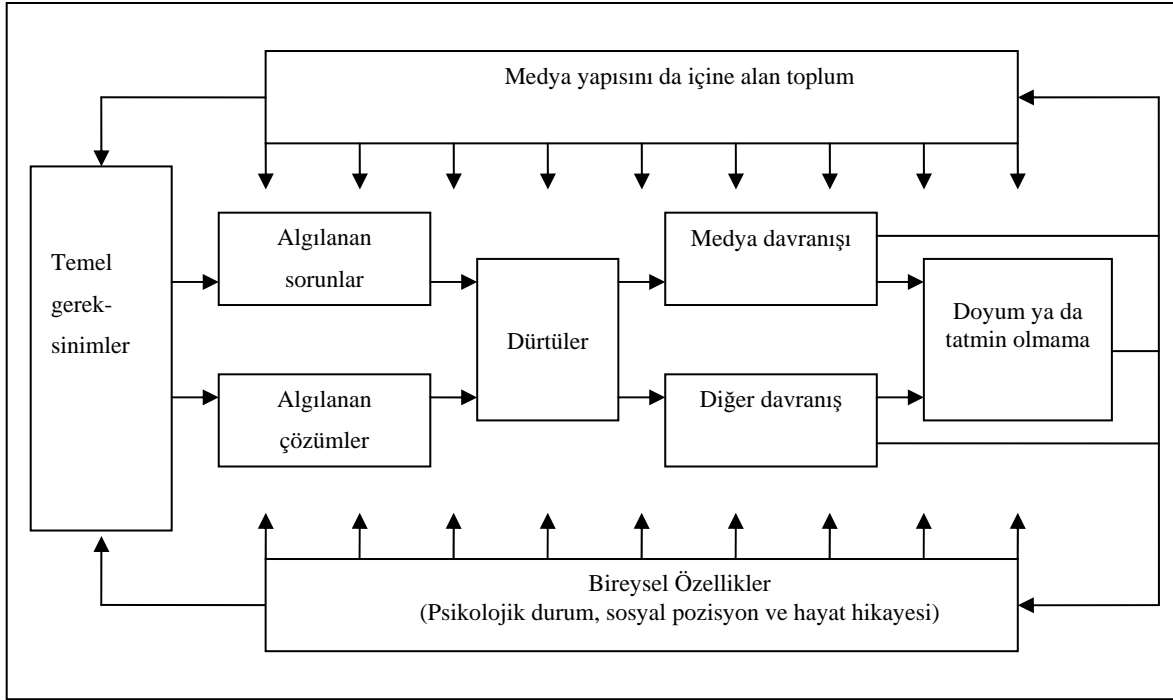 Medya yapısını da içine alan toplum
Temel
gerek-
sinimler
Algılanan
sorunlar
Algılanan
çözümler
Dürtüler
Medya davranışı
Diğer davranış
Doyum ya da
tatmin olmama
Bireysel Özellikler
(Psikolojik durum, sosyal pozisyon ve hayat hikayesi)